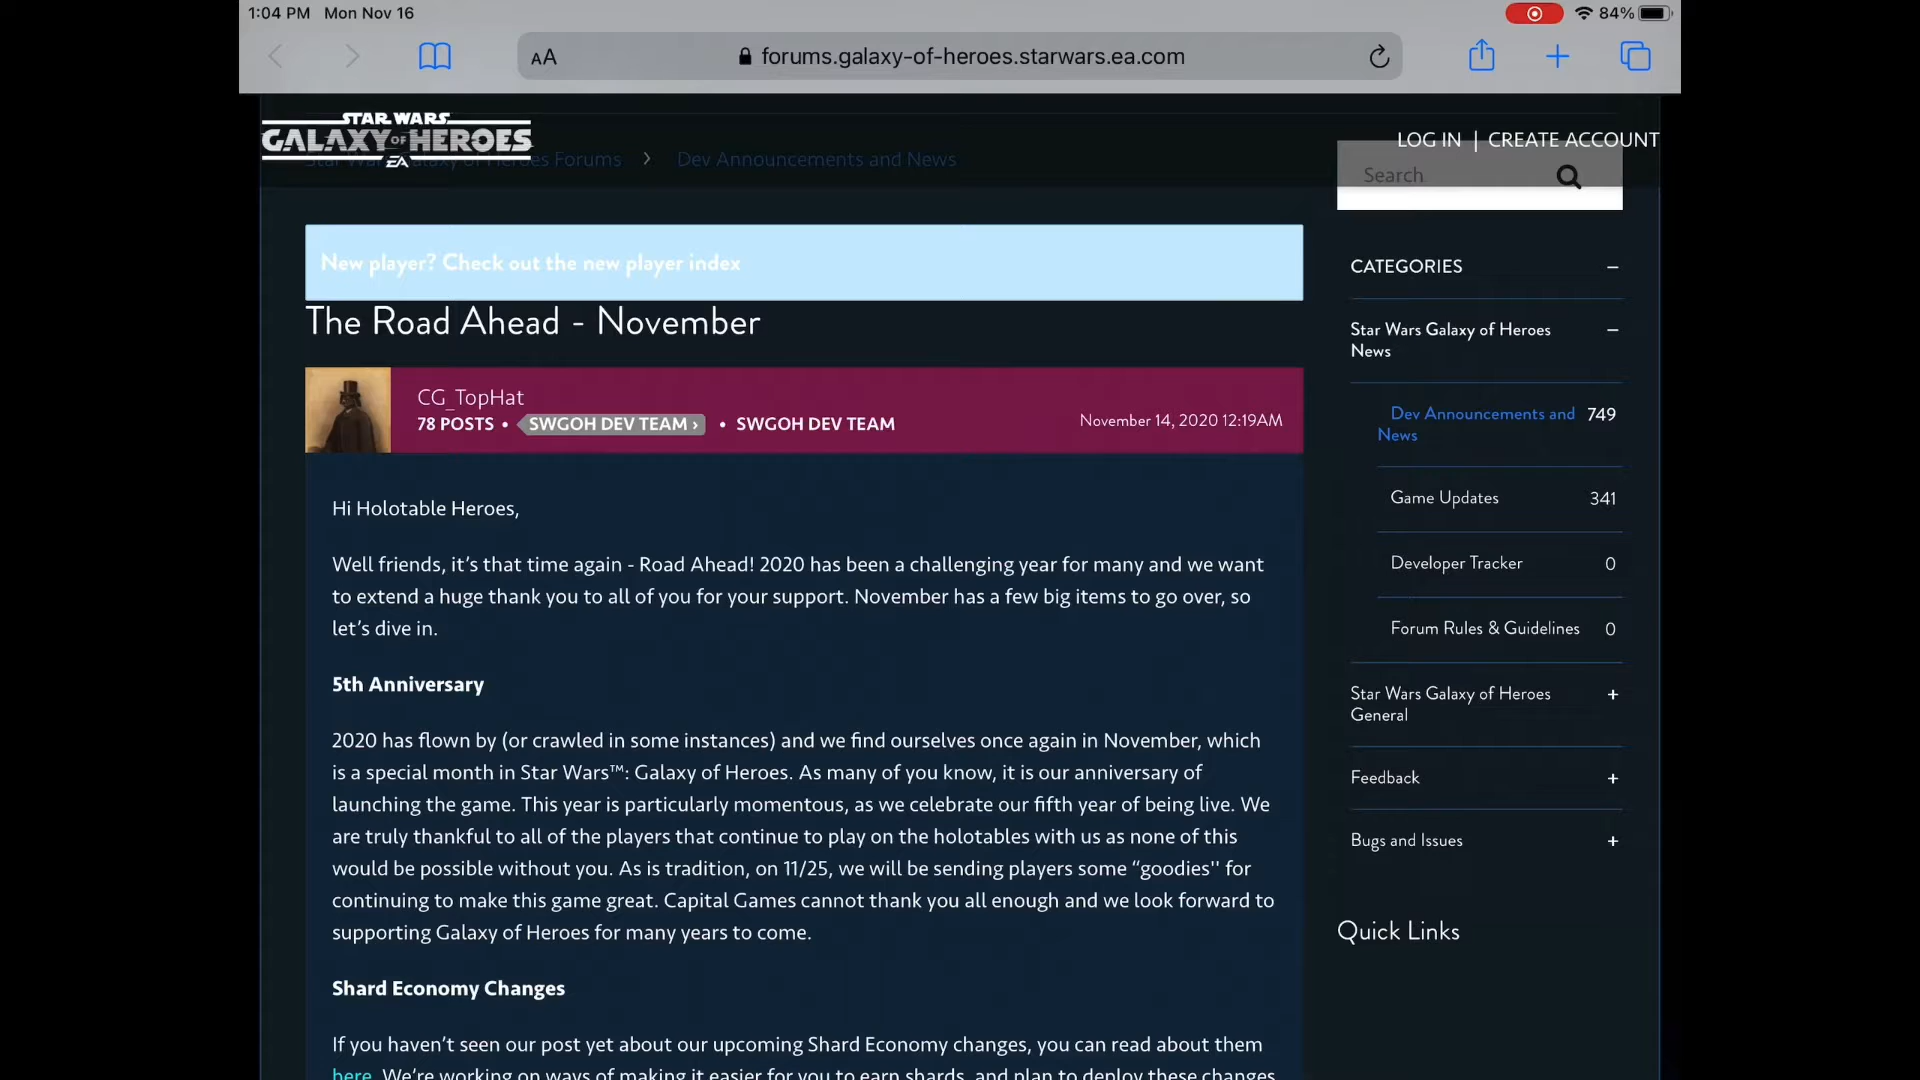 1:04 PM Mon Nov 16
84%
AA
forums.galaxy-of-heroes.starwars.ea.com
STAR WARS
GALAXY OF HEROES
EA
Star Wars Galaxy of Heroes Forums > Dev Announcements and News
LOG IN | CREATE ACCOUNT
Search
New player? Check out the new player index
The Road Ahead - November
CG_TopHat
78 POSTS • SWGOH DEV TEAM › • SWGOH DEV TEAM
November 14, 2020 12:19AM
Hi Holotable Heroes,
Well friends, it's that time again - Road Ahead! 2020 has been a challenging year for many and we want
to extend a huge thank you to all of you for your support. November has a few big items to go over, so
let's dive in.
5th Anniversary
2020 has flown by (or crawled in some instances) and we find ourselves once again in November, which
is a special month in Star Wars™: Galaxy of Heroes. As many of you know, it is our anniversary of
launching the game. This year is particularly momentous, as we celebrate our fifth year of being live. We
are truly thankful to all of the players that continue to play on the holotables with us as none of this
would be possible without you. As is tradition, on 11/25, we will be sending players some “goodies'' for
continuing to make this game great. Capital Games cannot thank you all enough and we look forward to
supporting Galaxy of Heroes for many years to come.
Shard Economy Changes
If you haven't seen our post yet about our upcoming Shard Economy changes, you can read about them
here. We're working on ways of making it easier for you to earn shards, and plan to deploy these changes
CATEGORIES –
Star Wars Galaxy of Heroes –
News
Dev Announcements and 749
News
Game Updates 341
Developer Tracker 0
Forum Rules & Guidelines 0
Star Wars Galaxy of Heroes +
General
Feedback +
Bugs and Issues +
Quick Links